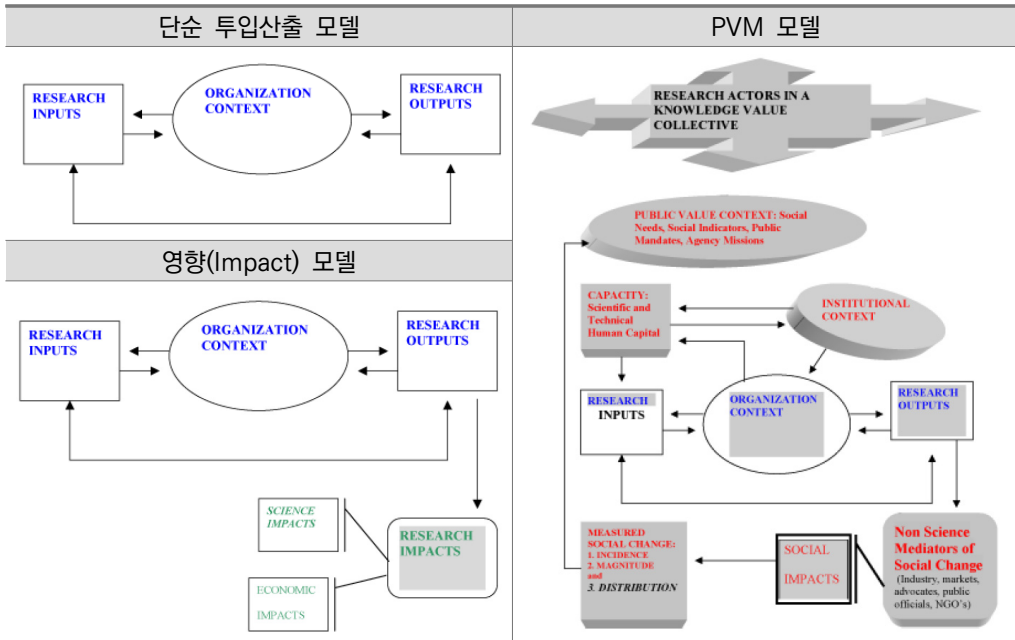 단순 투입산출 모델
RESEARCH
INPUTS
ORGANIZATION
CONTEXT
RESEARCH
OUTPUTS
영향(Impact) 모델
RESEARCH
INPUTS
ORGANIZATION
CONTEXT
RESEARCH
OUTPUTS
SCIENCE
IMPACTS
RESEARCH
IMPACTS
ECONOMIC
IMPACTS
PVM 모델
RESEARCH ACTORS IN A
KNOWLEDGE VALUE
COLLECTIVE
PUBLIC VALUE CONTEXT: Social
Needs, Social Indicators, Public
Mandates, Agency Missions
CAPACITY:
Scientific and
Technical
Human Capital
INSTITUTIONAL
CONTEXT
RESEARCH
INPUTS
ORGANIZATION
CONTEXT
RESEARCH
OUTPUTS
MEASURED
SOCIAL CHANGE:
1. INCIDENCE
2. MAGNITUDE
and
3. DISTRIBUTION
SOCIAL
IMPACTS
Non Science
Mediators of
Social Change
(Industry, markets,
advocates, public
officials, NGO's)